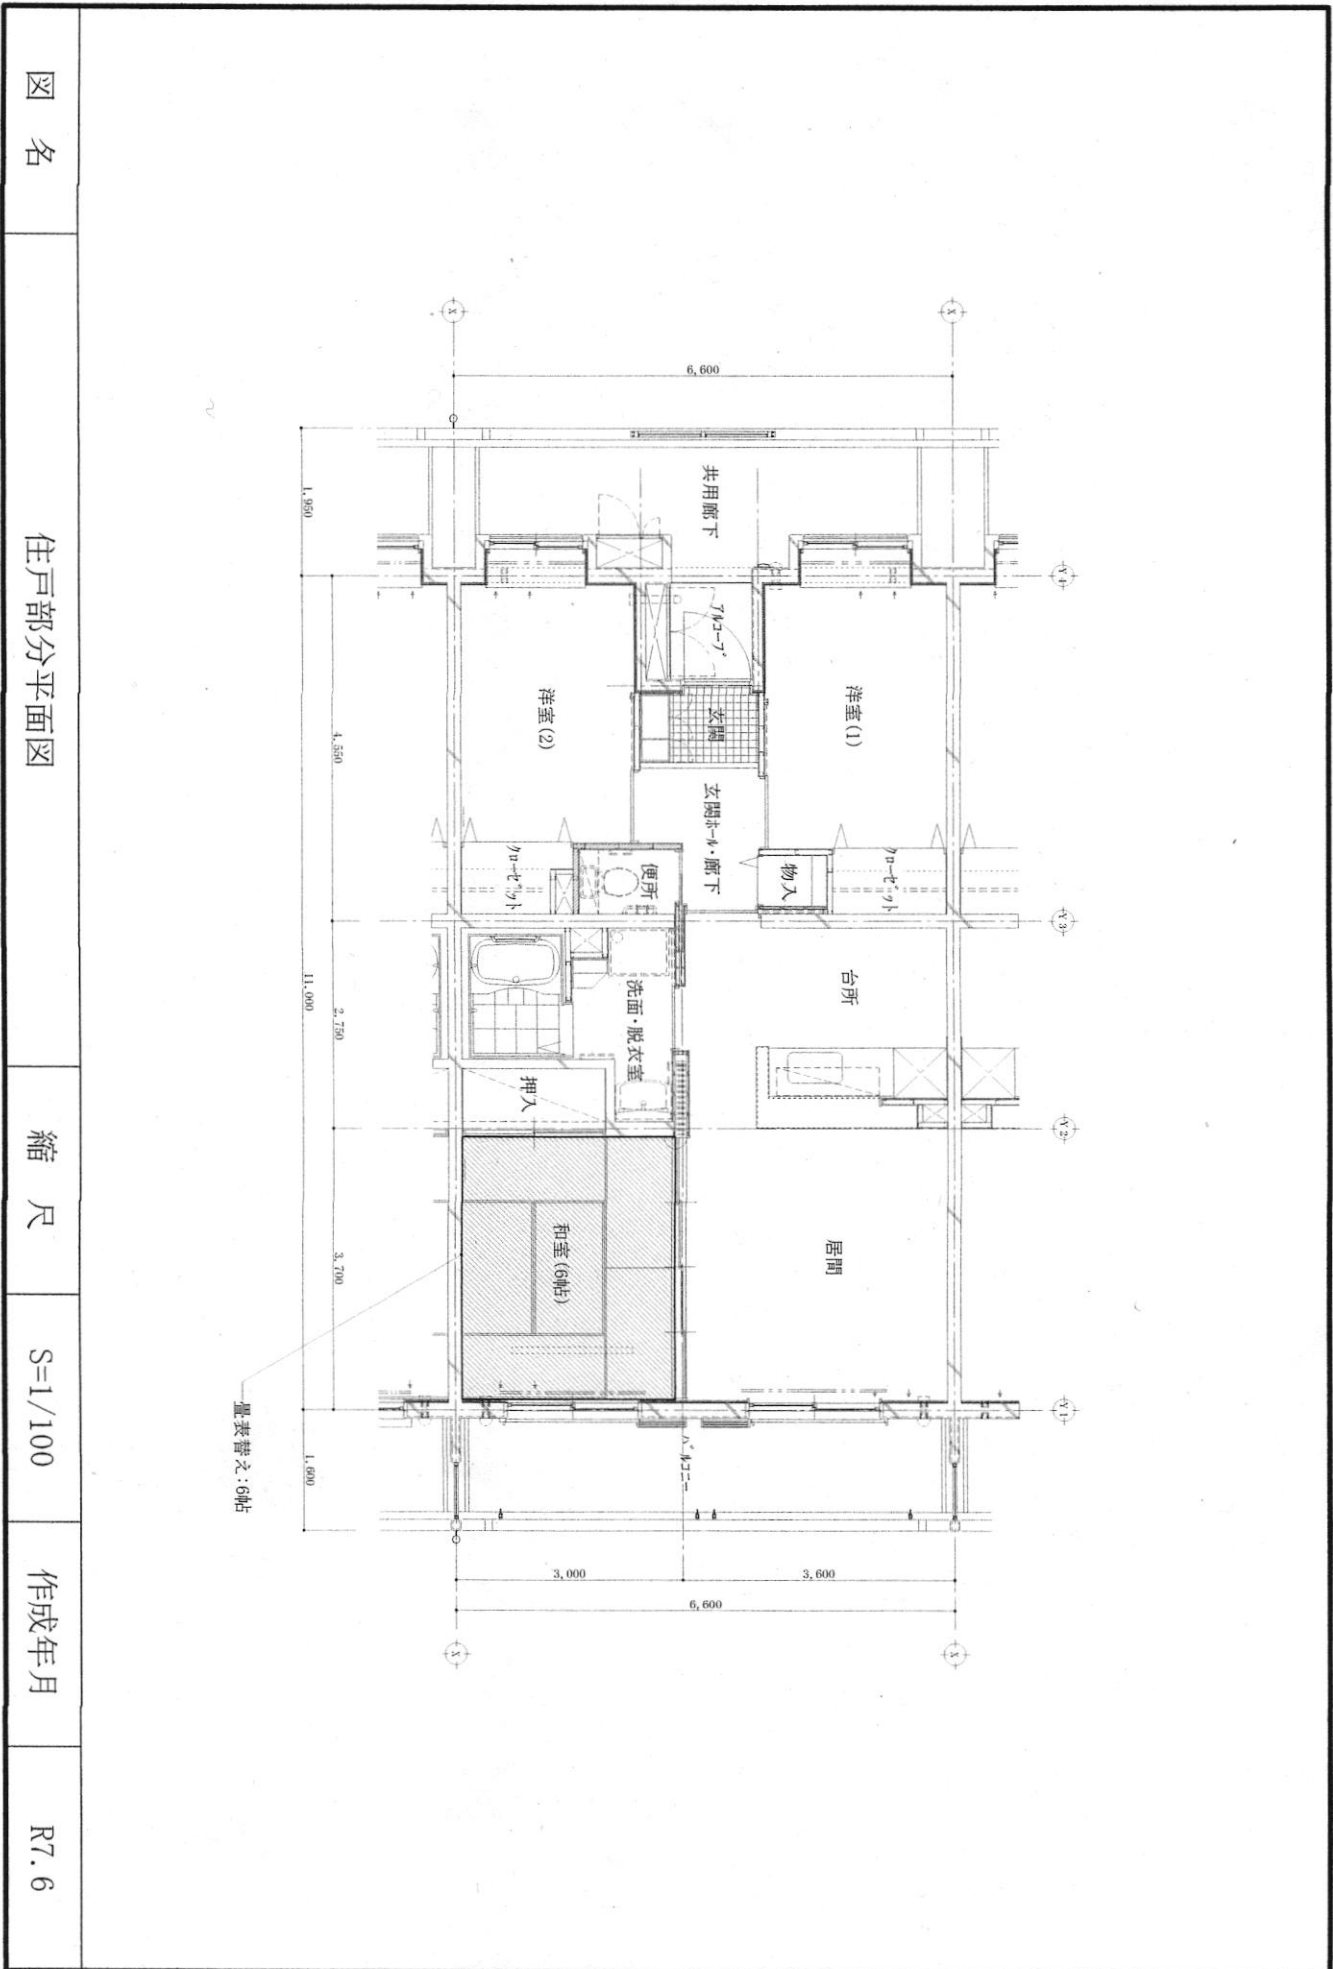 X
X
6,600
共用廊下
1,950
Y4
アルコーブ
洋室(1)
洋室(2)
玄関
4,550
玄関ホール・廊下
クローゼット
物入
便所
クローゼット
Y3
台所
洗面・脱衣室
11,000
2,750
押入
Y2
居間
和室(6帖)
3,700
Y1
バルコニー
畳表替え:6帖
1,600
3,000
3,600
6,600
X
X
図 名
住戸部分平面図
縮 尺
S=1/100
作成年月
R7.6